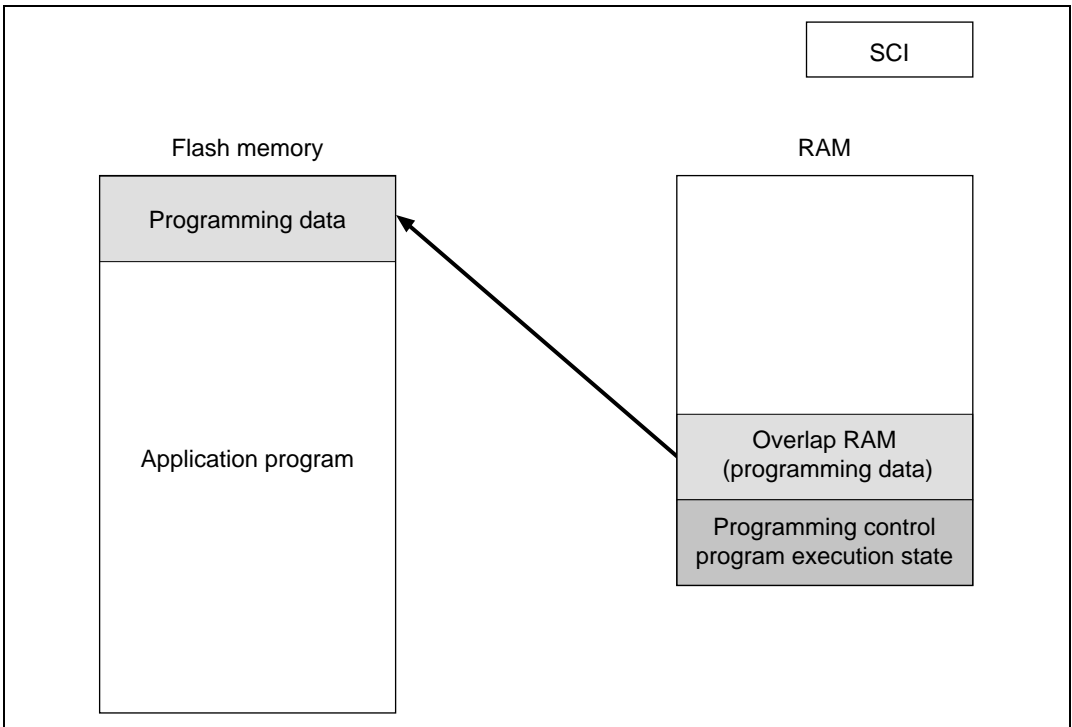 SCI
Flash memory
RAM
Programming data
Application program
Overlap RAM
(programming data)
Programming control
program execution state